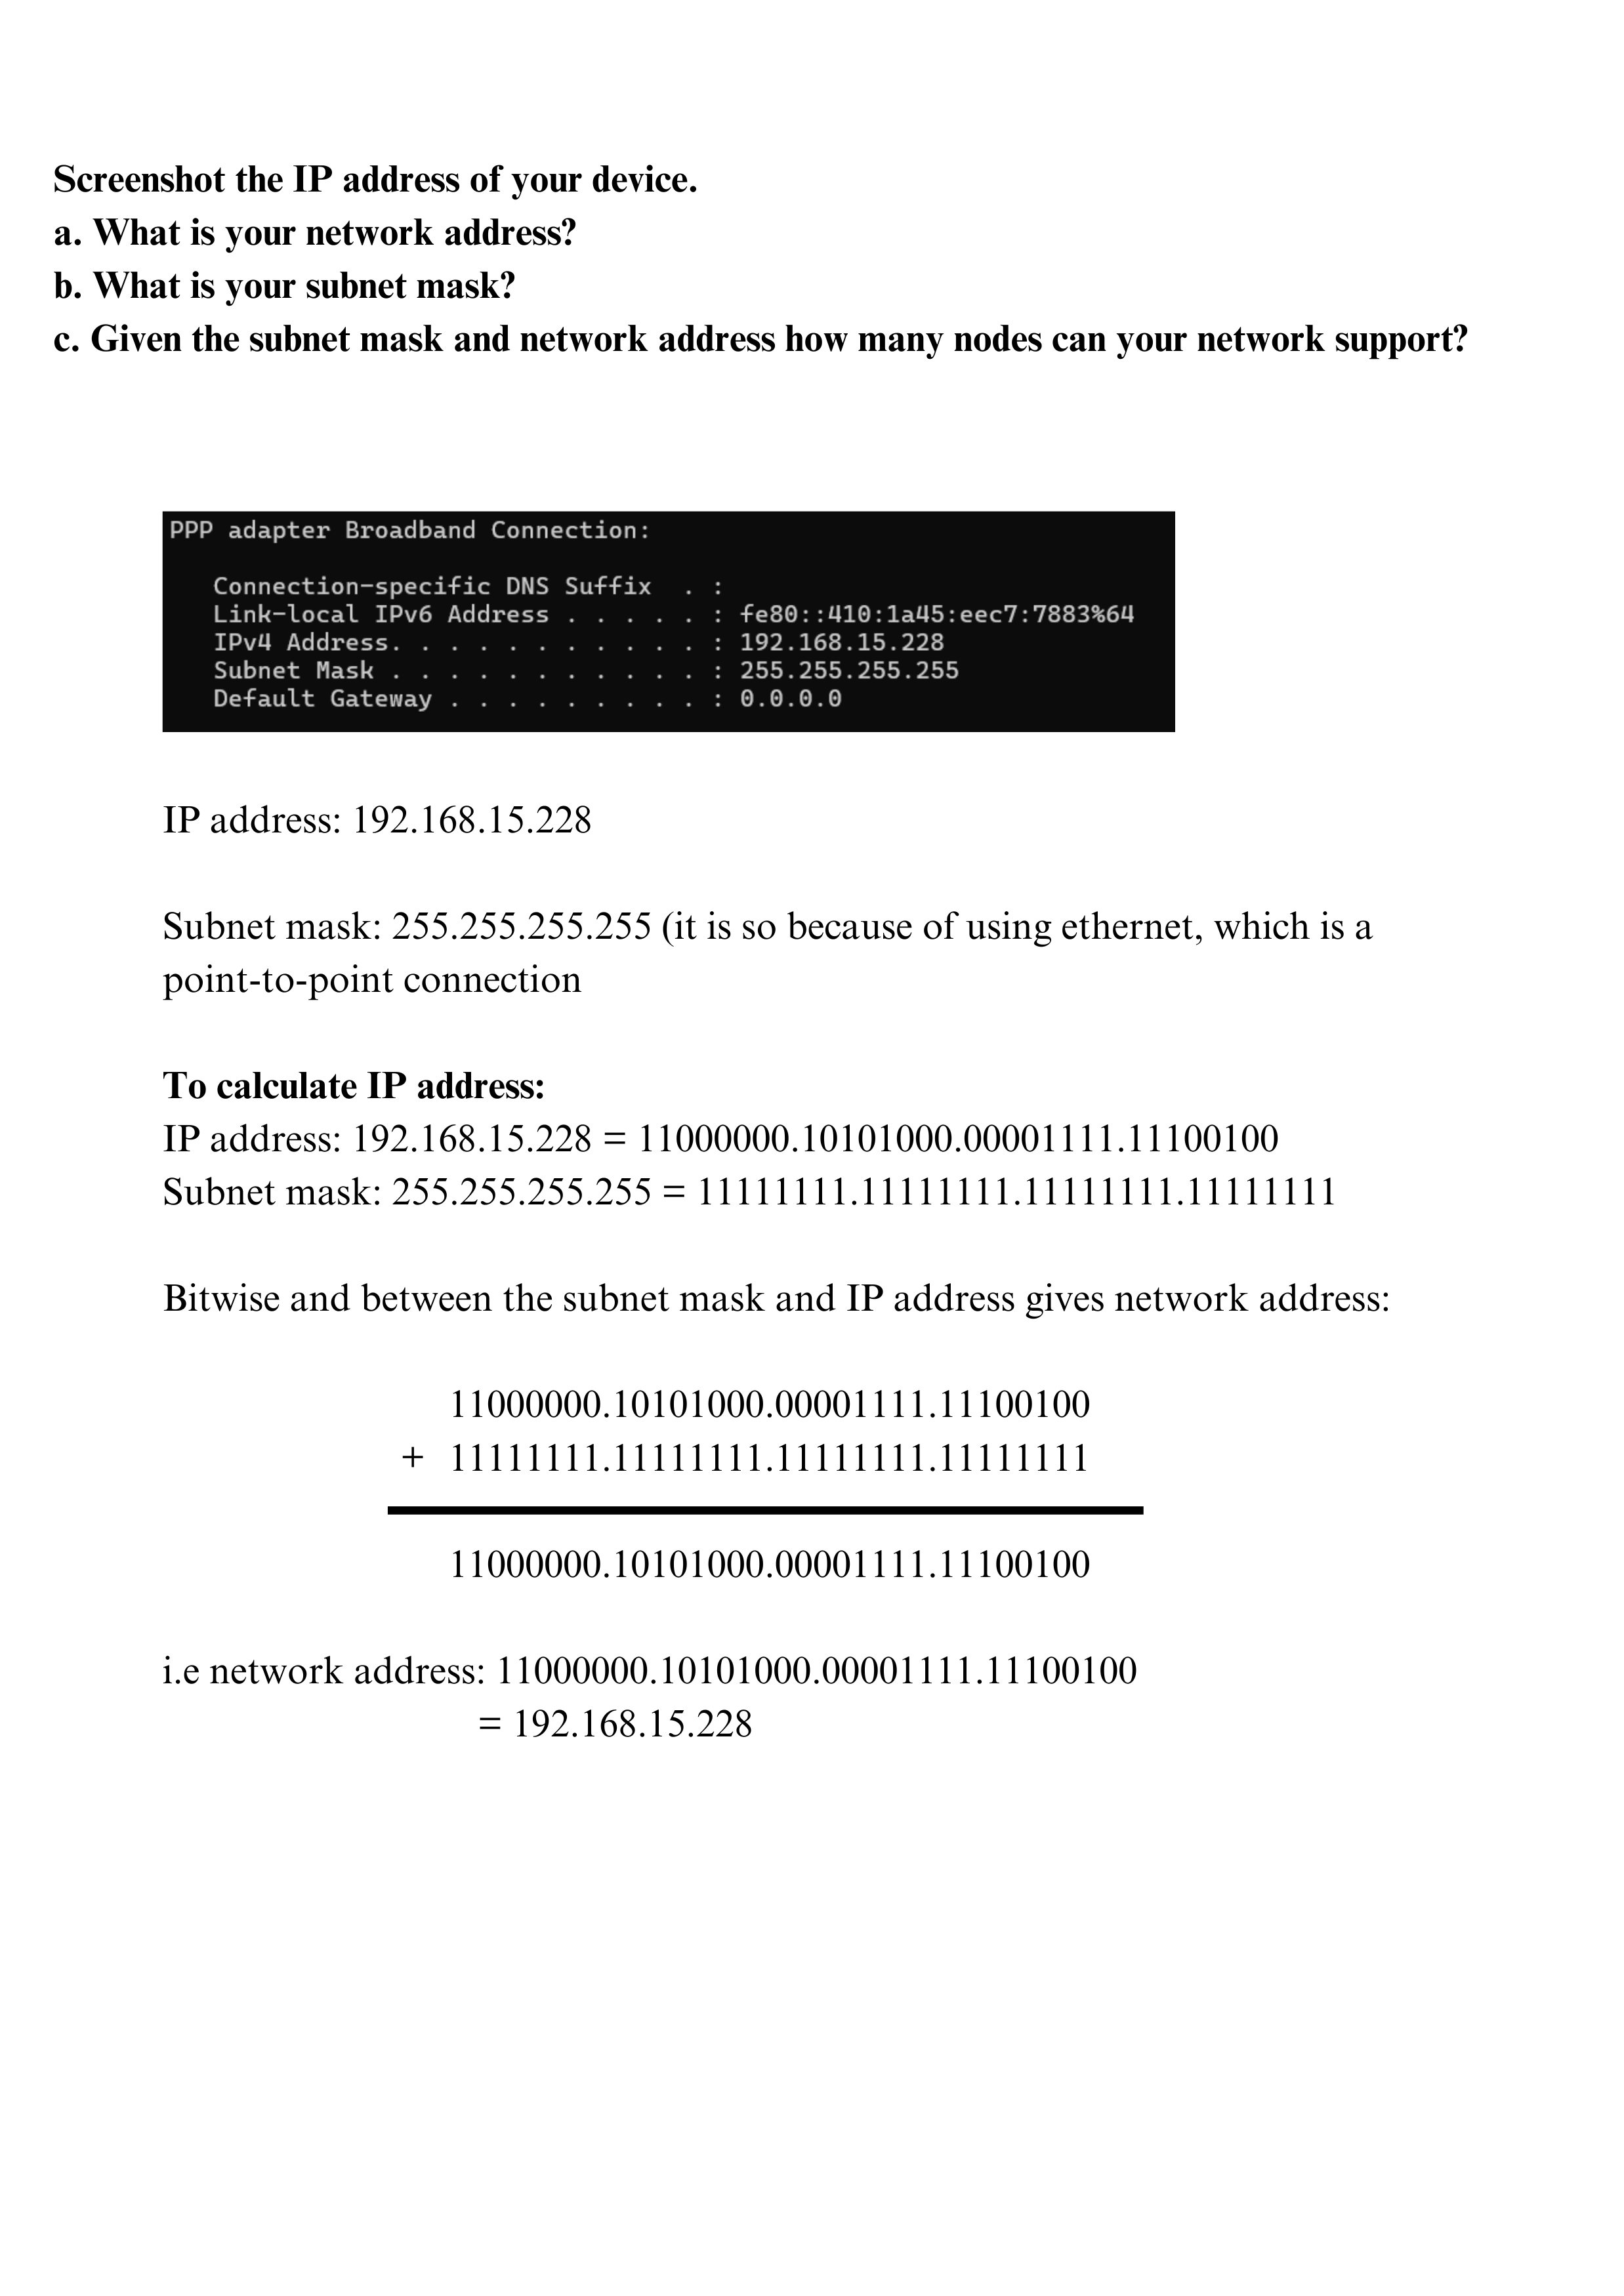 Screenshot the IP address of your device.
a. What is your network address?
b. What is your subnet mask?
c. Given the subnet mask and network address how many nodes can your network support?
PPP adapter Broadband Connection:
Connection-specific DNS Suffix  . :
Link-local IPv6 Address . . . . . : fe80::410:1a45:eec7:7883%64
IPv4 Address. . . . . . . . . . . : 192.168.15.228
Subnet Mask . . . . . . . . . . . : 255.255.255.255
Default Gateway . . . . . . . . . : 0.0.0.0
IP address: 192.168.15.228
Subnet mask: 255.255.255.255 (it is so because of using ethernet, which is a
point-to-point connection
To calculate IP address:
IP address: 192.168.15.228 = 11000000.10101000.00001111.11100100
Subnet mask: 255.255.255.255 = 11111111.11111111.11111111.11111111
Bitwise and between the subnet mask and IP address gives network address:
11000000.10101000.00001111.11100100
+ 11111111.11111111.11111111.11111111
11000000.10101000.00001111.11100100
i.e network address: 11000000.10101000.00001111.11100100
= 192.168.15.228